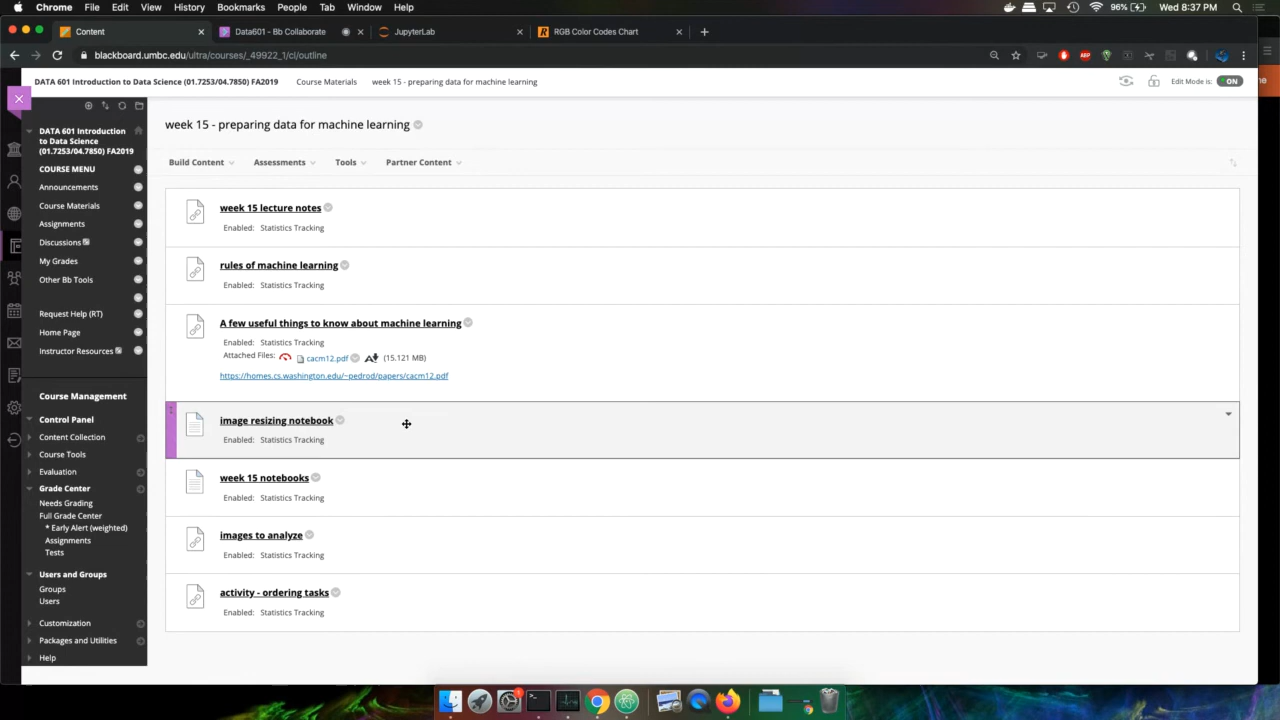 Chrome File Edit View History Bookmarks People Tab Window Help 96% Wed 8:37 PM
Content Data601 - Bb Collaborate JupyterLab RGB Color Codes Chart
blackboard.umbc.edu/ultra/courses/_49922_1/cl/outline
DATA 601 Introduction to Data Science (01.7253/04.7850) FA2019 Course Materials week 15 - preparing data for machine learning Edit Mode is: ON
DATA 601 Introduction
to Data Science
(01.7253/04.7850) FA2019
COURSE MENU
Announcements
Course Materials
Assignments
Discussions
My Grades
Other Bb Tools
Request Help (RT)
Home Page
Instructor Resources
Course Management
Control Panel
Content Collection
Course Tools
Evaluation
Grade Center
Needs Grading
Full Grade Center
* Early Alert (weighted)
Assignments
Tests
Users and Groups
Groups
Users
Customization
Packages and Utilities
Help
week 15 - preparing data for machine learning
Build Content Assessments Tools Partner Content
week 15 lecture notes
Enabled: Statistics Tracking
rules of machine learning
Enabled: Statistics Tracking
A few useful things to know about machine learning
Enabled: Statistics Tracking
Attached Files: cacm12.pdf (15.121 MB)
https://homes.cs.washington.edu/~pedrod/papers/cacm12.pdf
image resizing notebook
Enabled: Statistics Tracking
week 15 notebooks
Enabled: Statistics Tracking
images to analyze
Enabled: Statistics Tracking
activity - ordering tasks
Enabled: Statistics Tracking